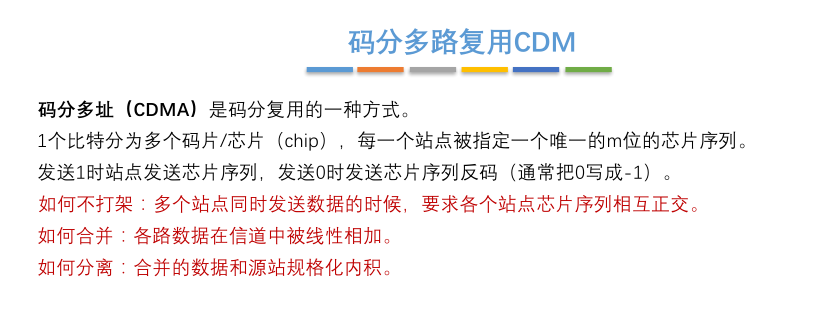 码分多路复用CDM
码分多址（CDMA）是码分复用的一种方式。
1个比特分为多个码片/芯片（chip），每一个站点被指定一个唯一的m位的芯片序列。
发送1时站点发送芯片序列，发送0时发送芯片序列反码（通常把0写成-1）。
如何不打架：多个站点同时发送数据的时候，要求各个站点芯片序列相互正交。
如何合并：各路数据在信道中被线性相加。
如何分离：合并的数据和源站规格化内积。